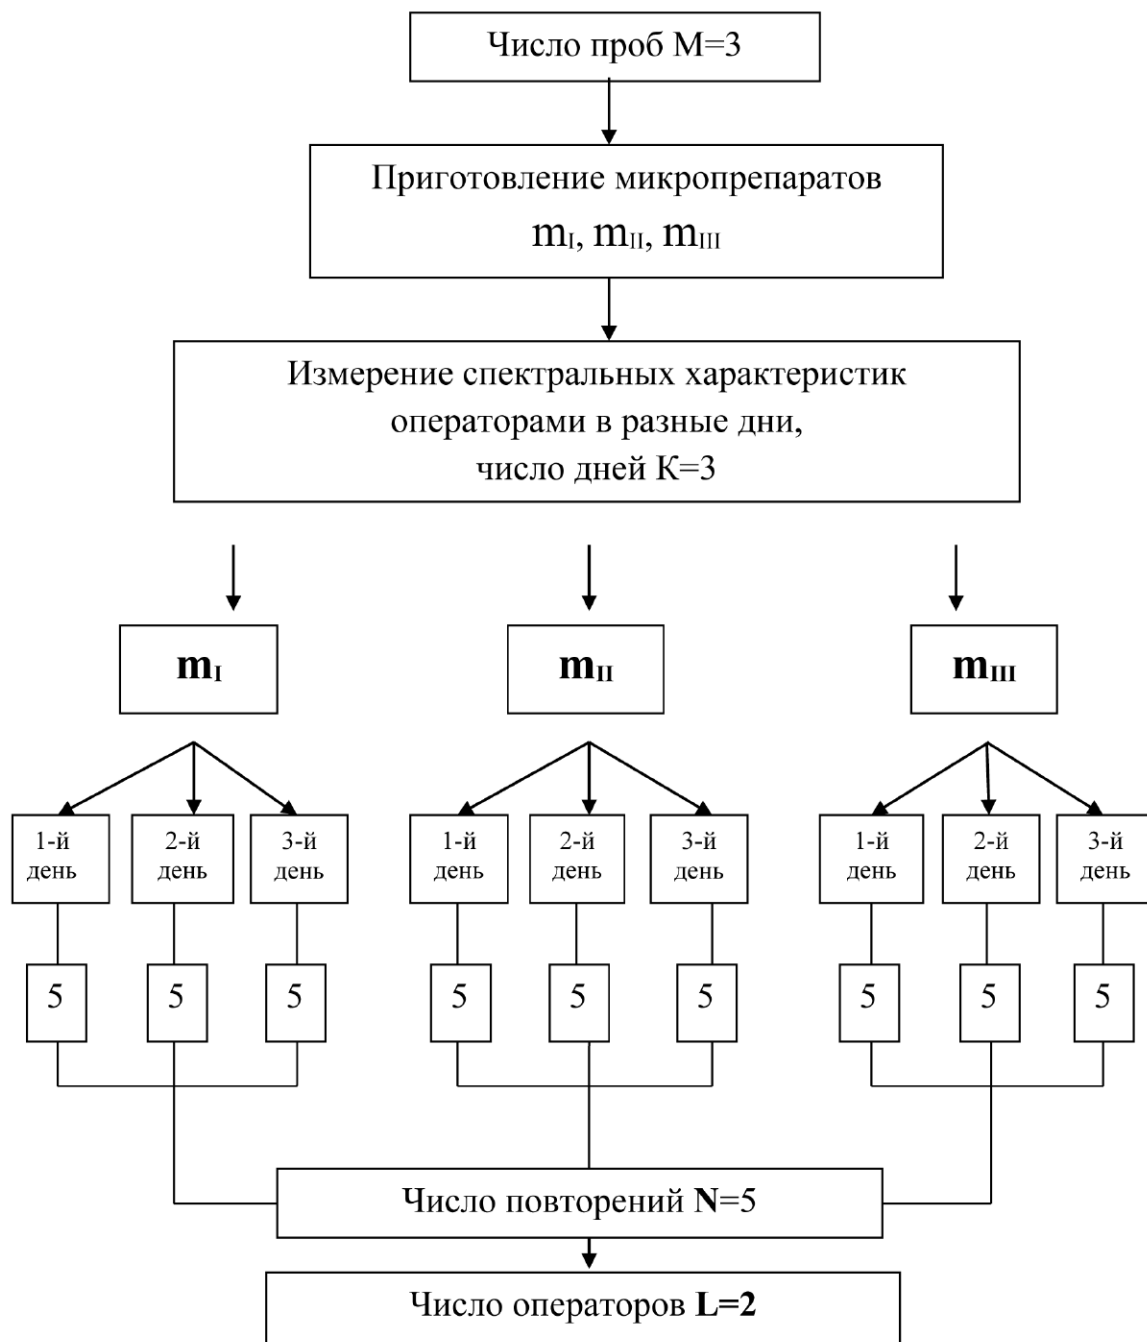 Число проб М=3
Приготовление микропрепаратов
mI, mII, mIII
Измерение спектральных характеристик
операторами в разные дни,
число дней К=3
mI
mII
mIII
1-й
день
2-й
день
3-й
день
1-й
день
2-й
день
3-й
день
1-й
день
2-й
день
3-й
день
5
5
5
5
5
5
5
5
5
Число повторений N=5
Число операторов L=2